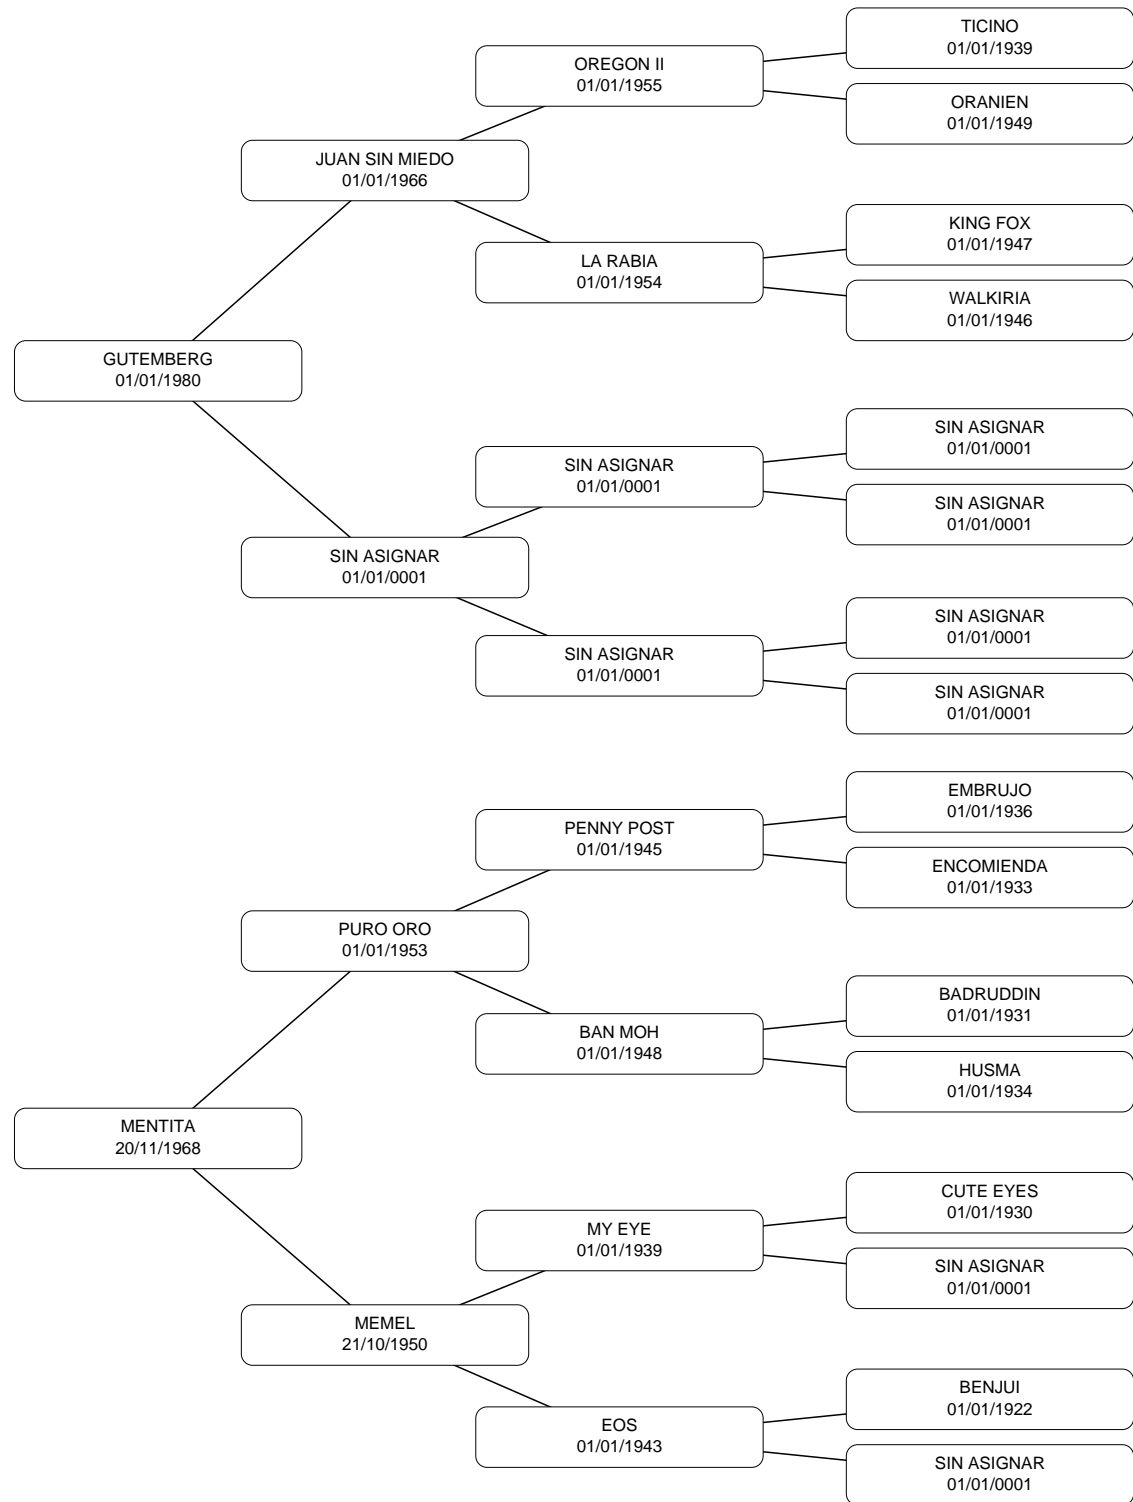 TICINO
01/01/1939
OREGON II
01/01/1955
ORANIEN
01/01/1949
JUAN SIN MIEDO
01/01/1966
KING FOX
01/01/1947
LA RABIA
01/01/1954
WALKIRIA
01/01/1946
GUTEMBERG
01/01/1980
SIN ASIGNAR
01/01/0001
SIN ASIGNAR
01/01/0001
SIN ASIGNAR
01/01/0001
SIN ASIGNAR
01/01/0001
SIN ASIGNAR
01/01/0001
SIN ASIGNAR
01/01/0001
SIN ASIGNAR
01/01/0001
EMBRUJO
01/01/1936
PENNY POST
01/01/1945
ENCOMIENDA
01/01/1933
PURO ORO
01/01/1953
BADRUDDIN
01/01/1931
BAN MOH
01/01/1948
HUSMA
01/01/1934
MENTITA
20/11/1968
CUTE EYES
01/01/1930
MY EYE
01/01/1939
SIN ASIGNAR
01/01/0001
MEMEL
21/10/1950
BENJUI
01/01/1922
EOS
01/01/1943
SIN ASIGNAR
01/01/0001